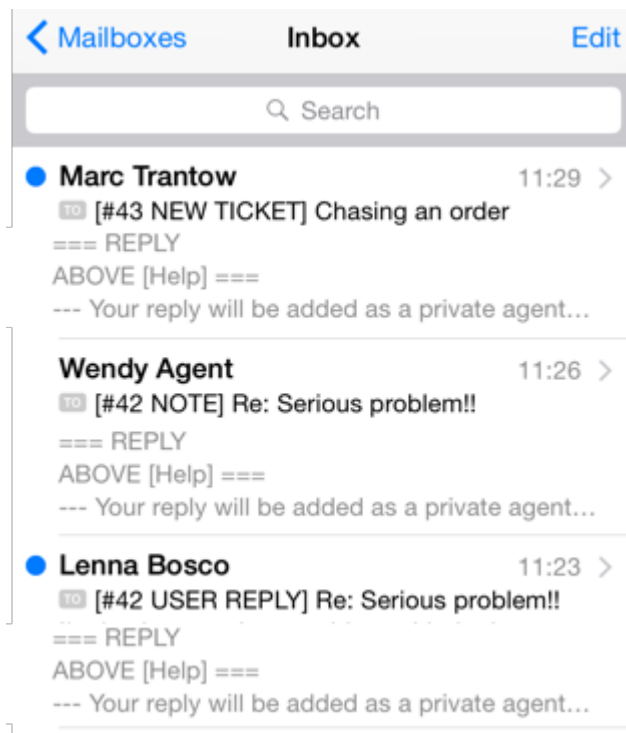 Mailboxes Inbox Edit
Search
Marc Trantow 11:29
TO [#43 NEW TICKET] Chasing an order
=== REPLY
ABOVE [Help] ===
--- Your reply will be added as a private agent...
Wendy Agent 11:26
TO [#42 NOTE] Re: Serious problem!!
=== REPLY
ABOVE [Help] ===
--- Your reply will be added as a private agent...
Lenna Bosco 11:23
TO [#42 USER REPLY] Re: Serious problem!!
=== REPLY
ABOVE [Help] ===
--- Your reply will be added as a private agent...